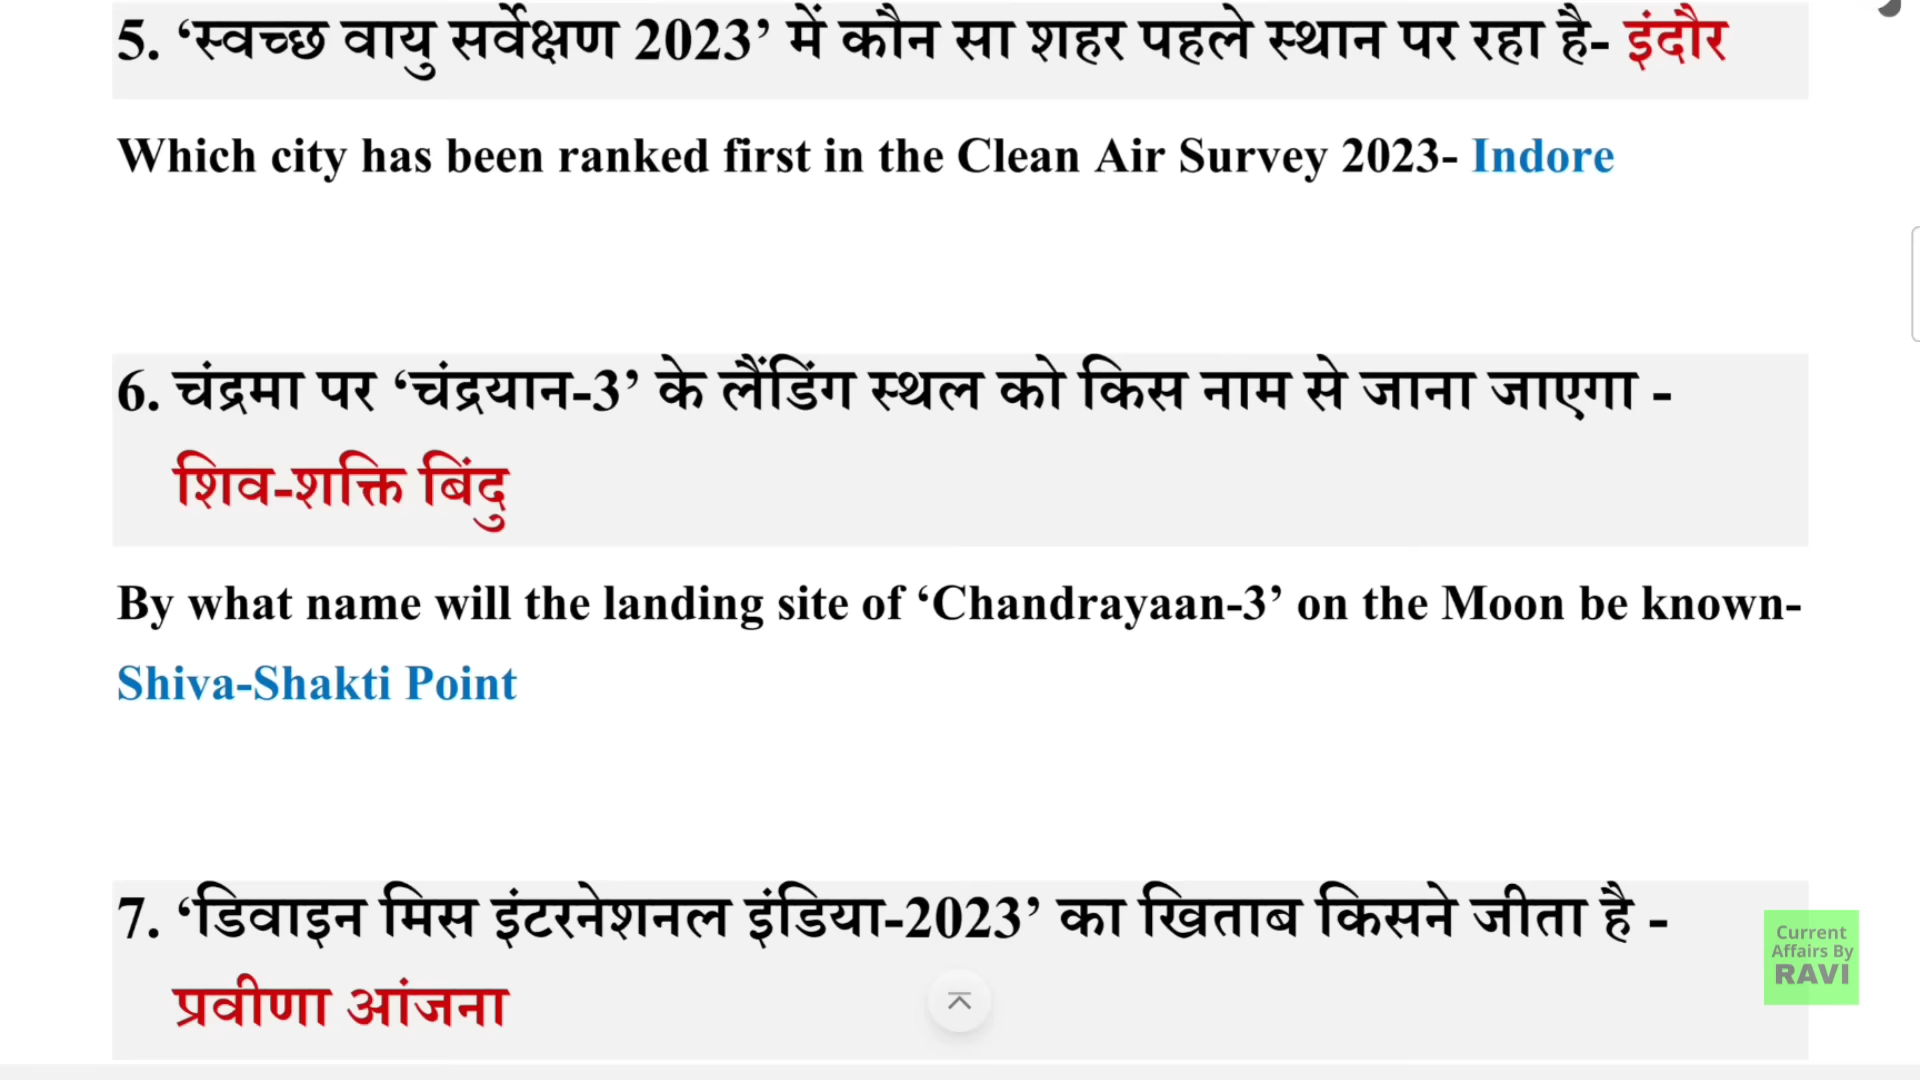 5. ‘स्वच्छ वायु सर्वेक्षण 2023’ में कौन सा शहर पहले स्थान पर रहा है- इंदौर
Which city has been ranked first in the Clean Air Survey 2023- Indore
6. चंद्रमा पर ‘चंद्रयान-3’ के लैंडिंग स्थल को किस नाम से जाना जाएगा -
शिव-शक्ति बिंदु
By what name will the landing site of ‘Chandrayaan-3’ on the Moon be known-
Shiva-Shakti Point
7. ‘डिवाइन मिस इंटरनेशनल इंडिया-2023’ का खिताब किसने जीता है -
प्रवीणा आंजना
Current
Affairs By
RAVI